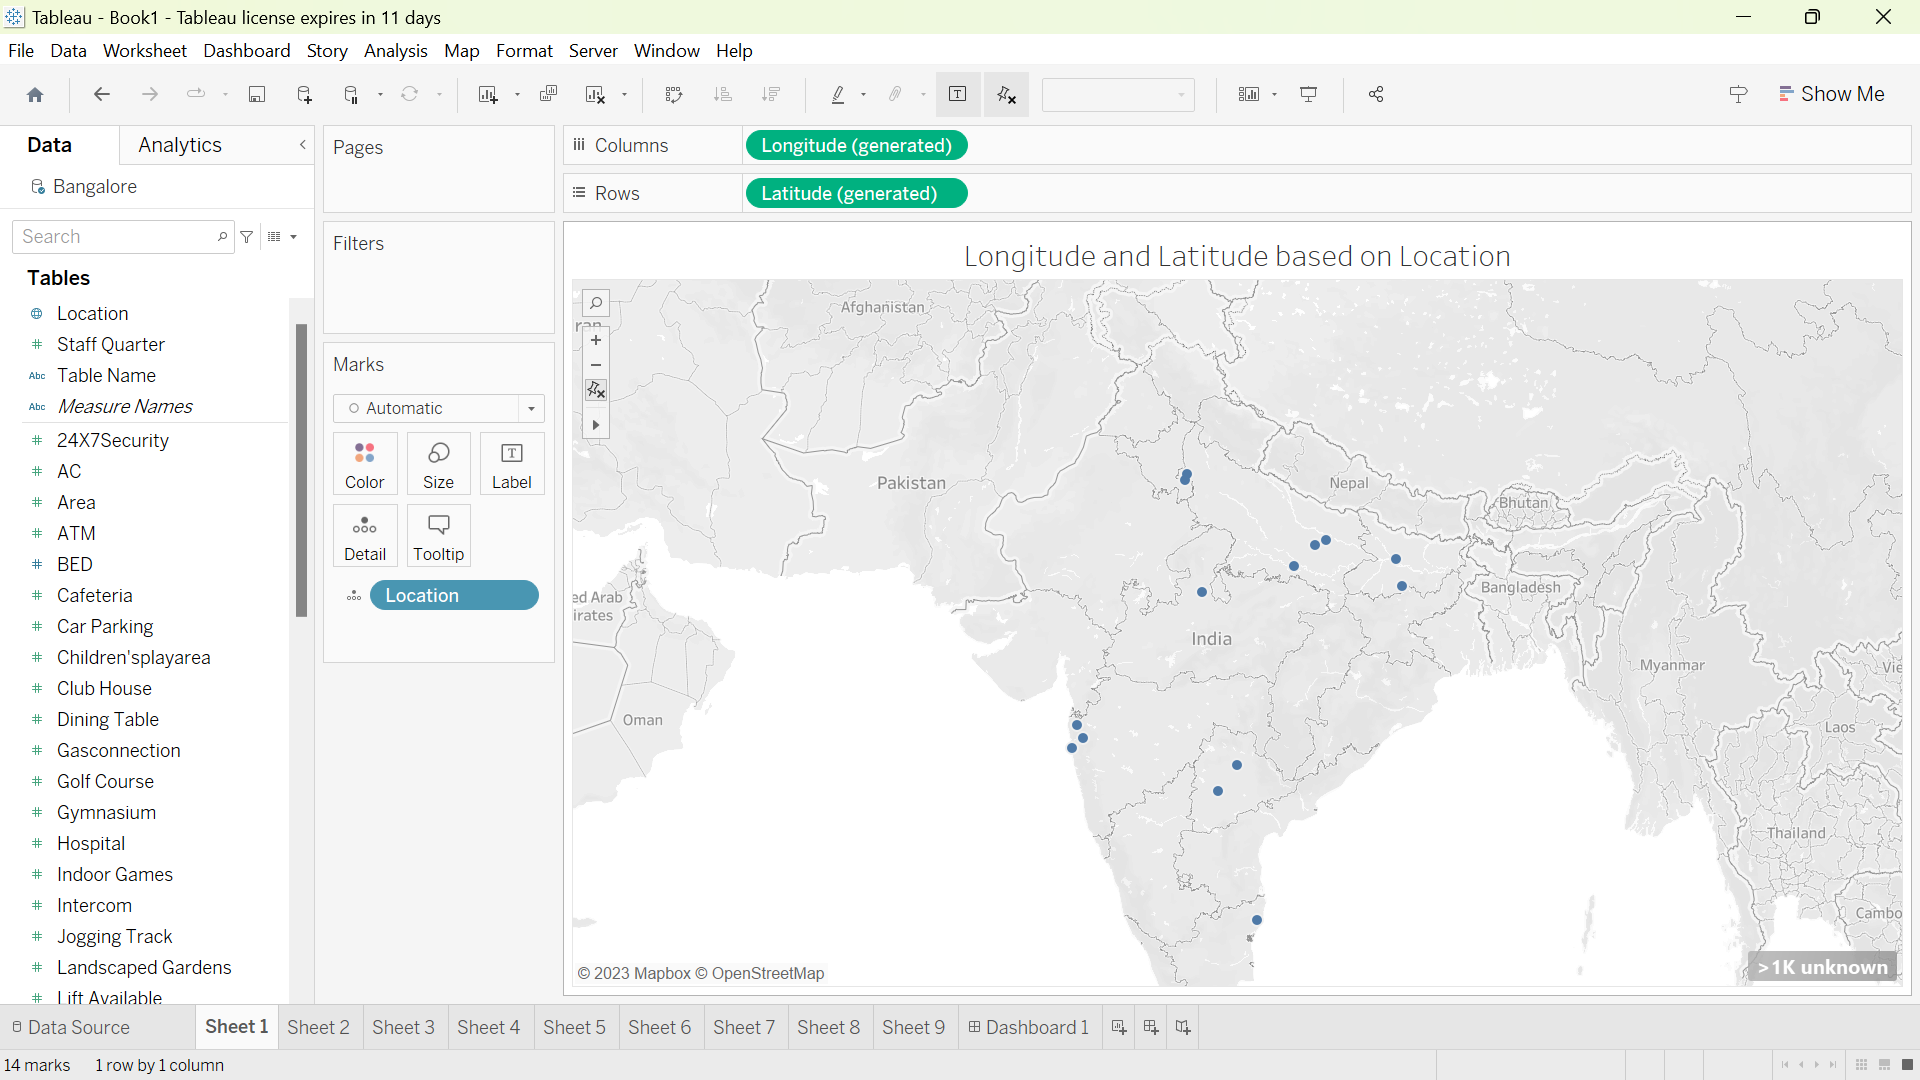 Tableau - Book1 - Tableau license expires in 11 days
File Data Worksheet Dashboard Story Analysis Map Format Server Window Help
Show Me
Data Analytics
Bangalore
Search
Tables
Location
Staff Quarter
Abc Table Name
Abc Measure Names
24X7Security
AC
Area
ATM
BED
Cafeteria
Car Parking
Children'splayarea
Club House
Dining Table
Gasconnection
Golf Course
Gymnasium
Hospital
Indoor Games
Intercom
Jogging Track
Landscaped Gardens
Lift Available
Pages
Filters
Marks
Automatic
Color Size Label
Detail Tooltip
Location
Columns Longitude (generated)
Rows Latitude (generated)
Longitude and Latitude based on Location
Afghanistan
ran
Pakistan
Nepal
Bhutan
ed Arab
irates
Bangladesh
India
Myanmar
Vie
Oman
Laos
Thailand
Cambo
© 2023 Mapbox © OpenStreetMap
>1K unknown
Data Source Sheet 1 Sheet 2 Sheet 3 Sheet 4 Sheet 5 Sheet 6 Sheet 7 Sheet 8 Sheet 9 Dashboard 1
14 marks 1 row by 1 column